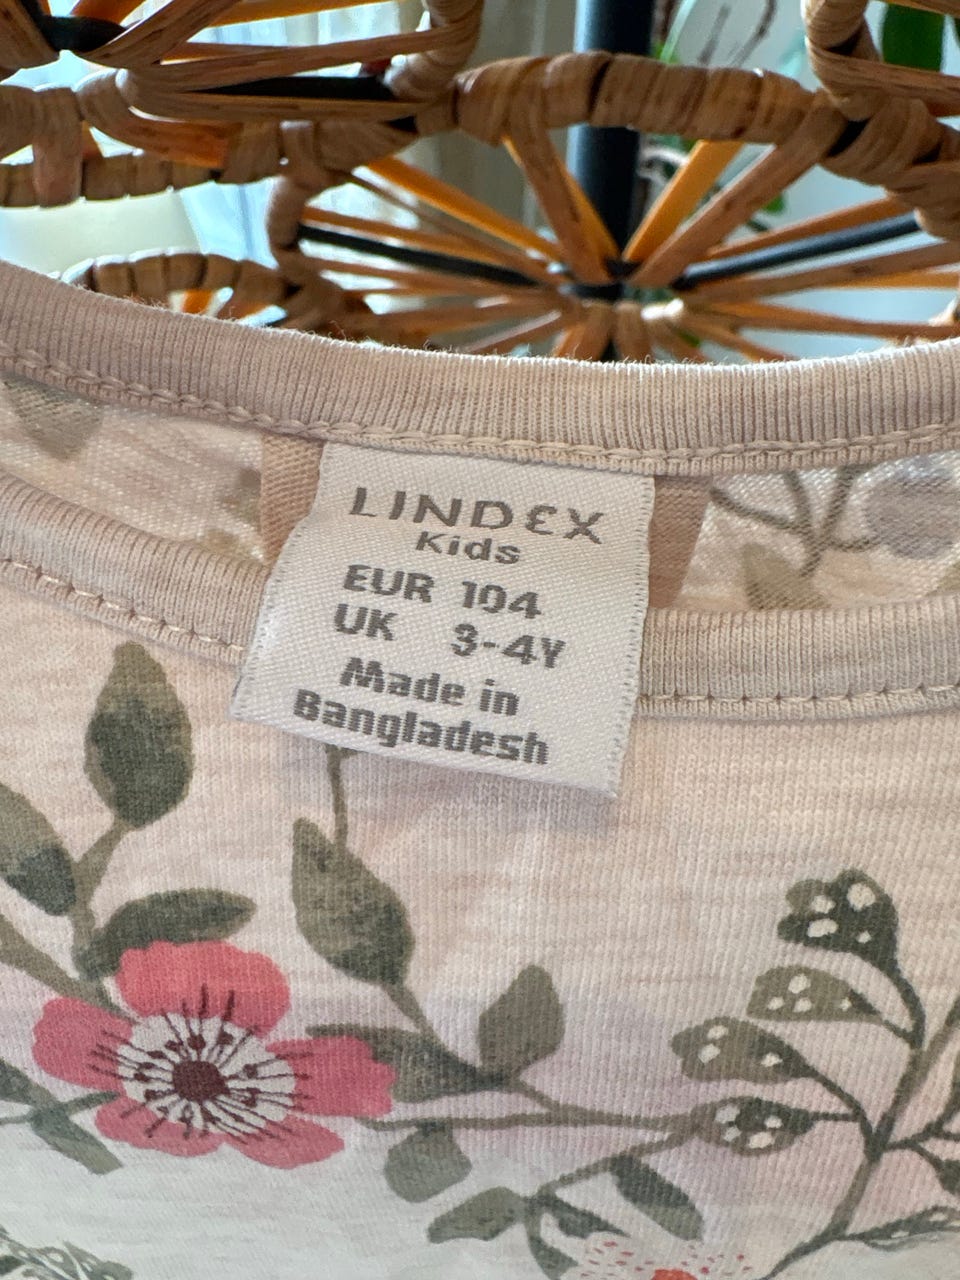 LINDEX
Kids
EUR 104
UK 3-4Y
Made in
Bangladesh